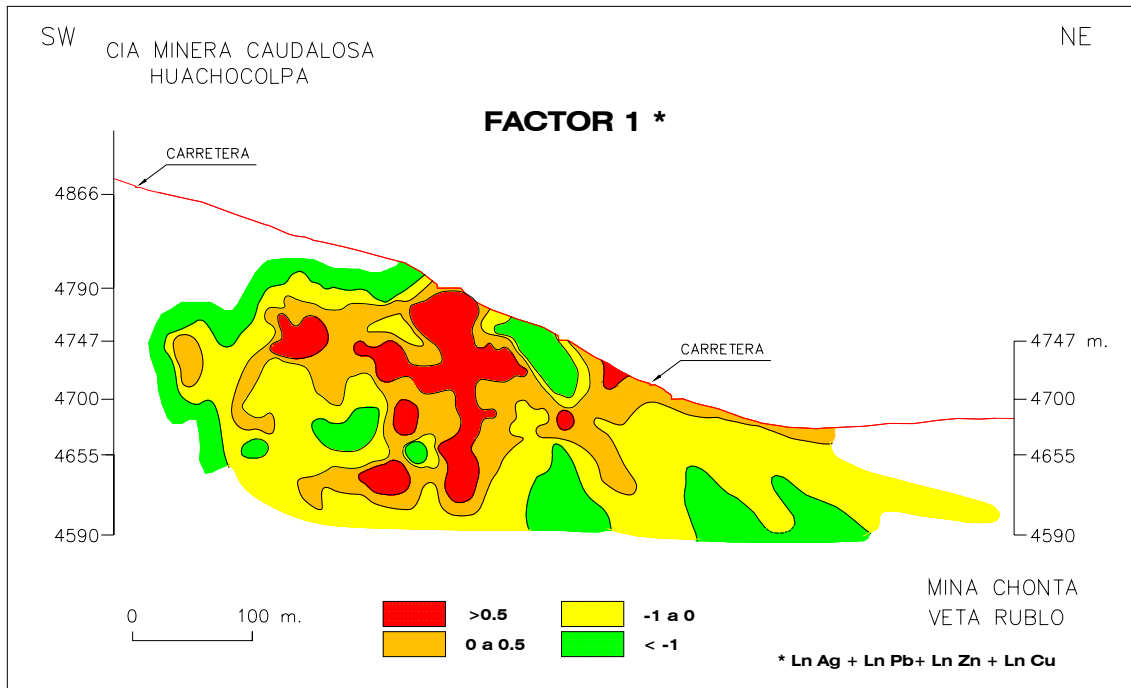 SW
NE
CIA MINERA CAUDALOSA
HUACHOCOLPA
FACTOR 1 *
CARRETERA
4866
4790
4747
4747 m.
CARRETERA
4700
4700
4655
4655
4590
4590
MINA CHONTA
VETA RUBLO
0 100 m.
>0.5
-1 a 0
0 a 0.5
< -1
* Ln Ag + Ln Pb+ Ln Zn + Ln Cu